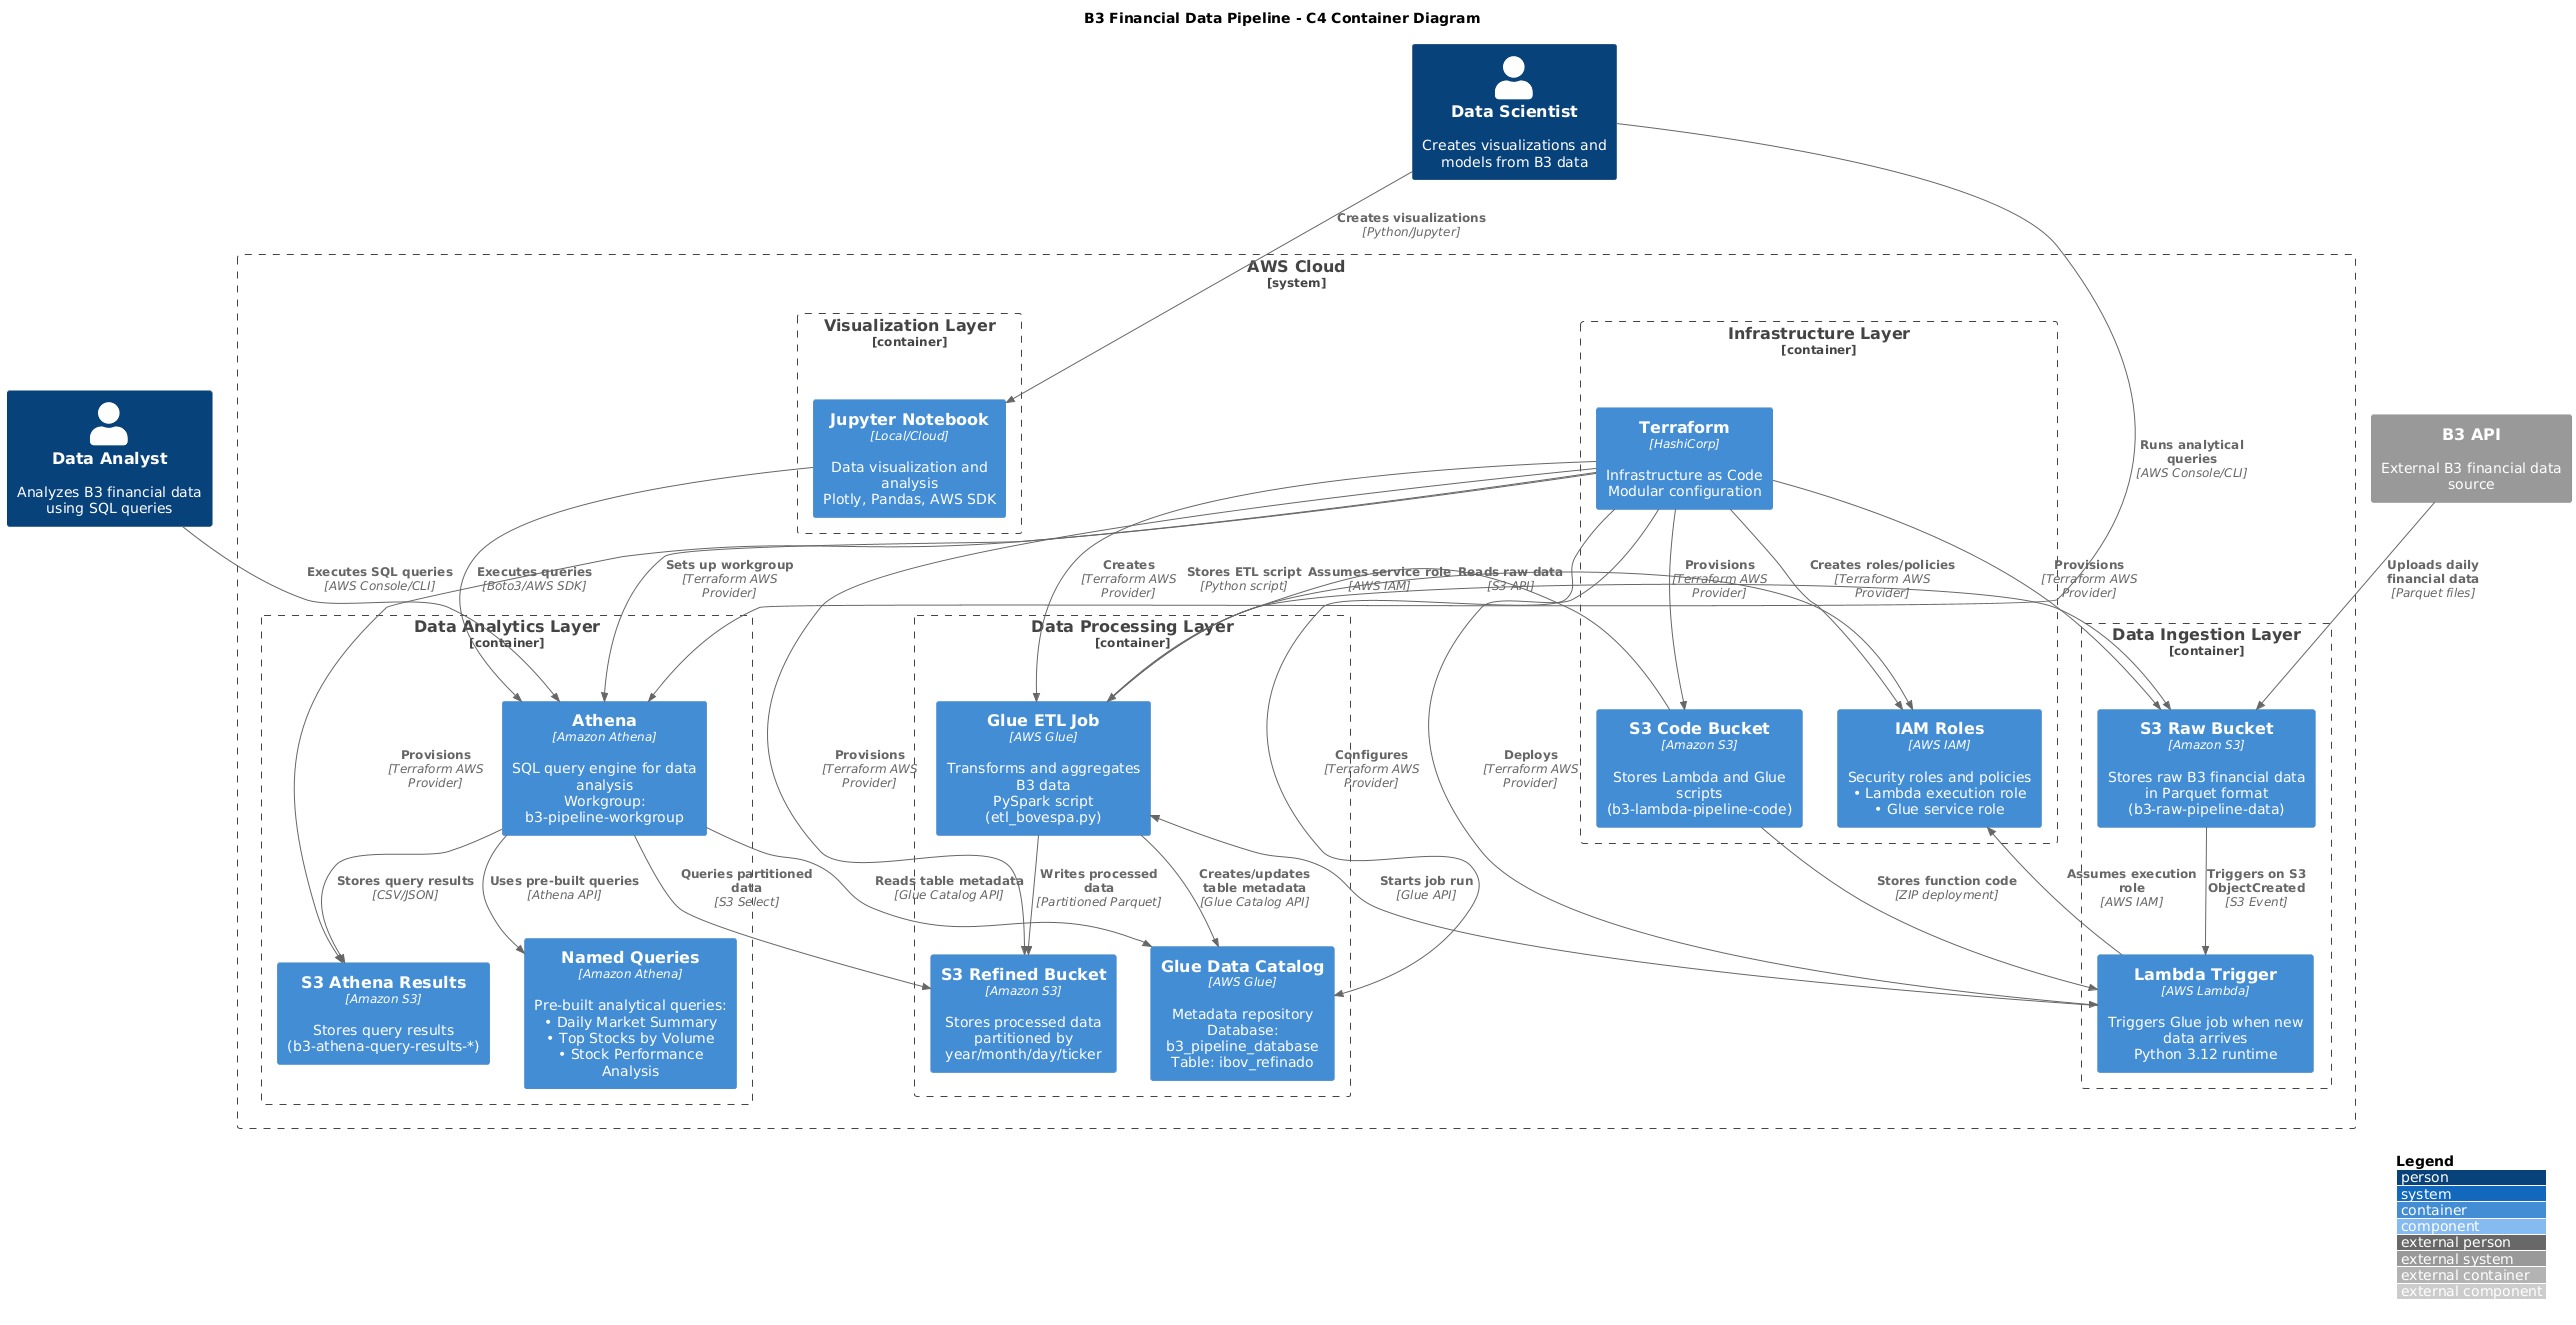 B3 Financial Data Pipeline - C4 Container Diagram
Data Scientist
Creates visualizations and
models from B3 data
Creates visualizations
[Python/Jupyter]
AWS Cloud
[system]
Visualization Layer
[container]
Jupyter Notebook
[Local/Cloud]
Data visualization and
analysis
Plotly, Pandas, AWS SDK
Infrastructure Layer
[container]
Terraform
[HashiCorp]
Infrastructure as Code
Modular configuration
Data Analyst
Analyzes B3 financial data
using SQL queries
Runs analytical
queries
[AWS Console/CLI]
B3 API
External B3 financial data
source
Executes SQL queries
[AWS Console/CLI]
Executes queries
[Boto3/AWS SDK]
Sets up workgroup
[Terraform AWS
Provider]
Creates
[Terraform AWS
Provider]
Stores ETL script
[Python script]
Assumes service role
[AWS IAM]
Reads raw data
[S3 API]
Provisions
[Terraform AWS
Provider]
Creates roles/policies
[Terraform AWS
Provider]
Provisions
[Terraform AWS
Provider]
Uploads daily
financial data
[Parquet files]
Data Analytics Layer
[container]
Data Processing Layer
[container]
Data Ingestion Layer
[container]
Provisions
[Terraform AWS
Provider]
Athena
[Amazon Athena]
SQL query engine for data
analysis
Workgroup:
b3-pipeline-workgroup
Provisions
[Terraform AWS
Provider]
Glue ETL Job
[AWS Glue]
Transforms and aggregates
B3 data
PySpark script
(etl_bovespa.py)
Configures
[Terraform AWS
Provider]
Deploys
[Terraform AWS
Provider]
S3 Code Bucket
[Amazon S3]
Stores Lambda and Glue
scripts
(b3-lambda-pipeline-code)
IAM Roles
[AWS IAM]
Security roles and policies
• Lambda execution role
• Glue service role
S3 Raw Bucket
[Amazon S3]
Stores raw B3 financial data
in Parquet format
(b3-raw-pipeline-data)
Stores query results
[CSV/JSON]
Uses pre-built queries
[Athena API]
Queries partitioned
data
[S3 Select]
Reads table metadata
[Glue Catalog API]
Writes processed
data
[Partitioned Parquet]
Creates/updates
table metadata
[Glue Catalog API]
Starts job run
[Glue API]
Stores function code
[ZIP deployment]
Assumes execution
role
[AWS IAM]
Triggers on S3
ObjectCreated
[S3 Event]
S3 Athena Results
[Amazon S3]
Stores query results
(b3-athena-query-results-*)
Named Queries
[Amazon Athena]
Pre-built analytical queries:
• Daily Market Summary
• Top Stocks by Volume
• Stock Performance
Analysis
S3 Refined Bucket
[Amazon S3]
Stores processed data
partitioned by
year/month/day/ticker
Glue Data Catalog
[AWS Glue]
Metadata repository
Database:
b3_pipeline_database
Table: ibov_refinado
Lambda Trigger
[AWS Lambda]
Triggers Glue job when new
data arrives
Python 3.12 runtime
Legend
person
system
container
component
external person
external system
external container
external component